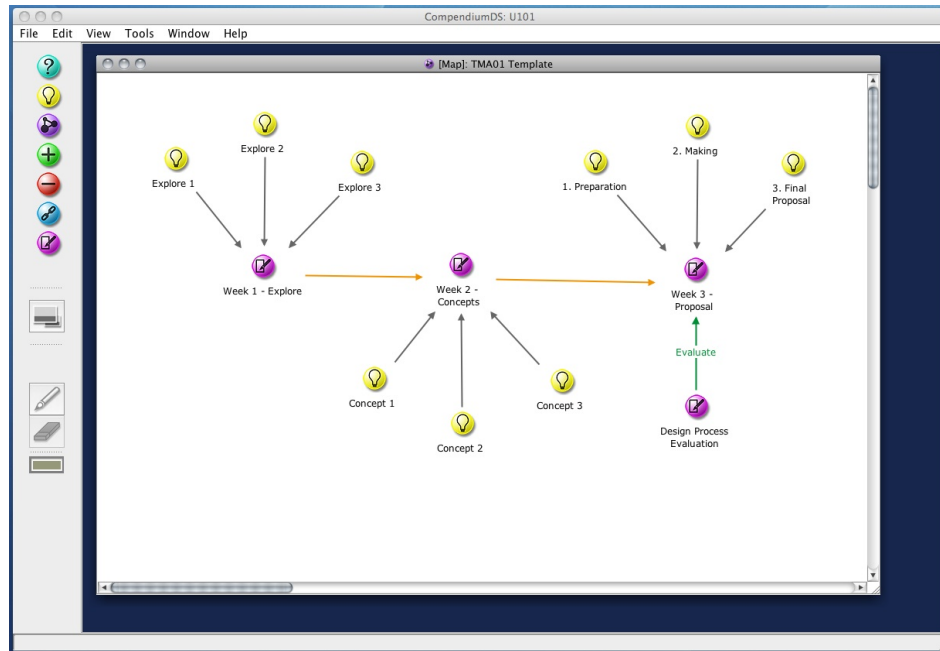 CompendiumDS: U101
File Edit View Tools Window Help
[Map]: TMA01 Template
?
Explore 1
Explore 2
Explore 3
1. Preparation
2. Making
3. Final
Proposal
Week 1 - Explore
Week 2 -
Concepts
Week 3 -
Proposal
Evaluate
Concept 1
Concept 2
Concept 3
Design Process
Evaluation